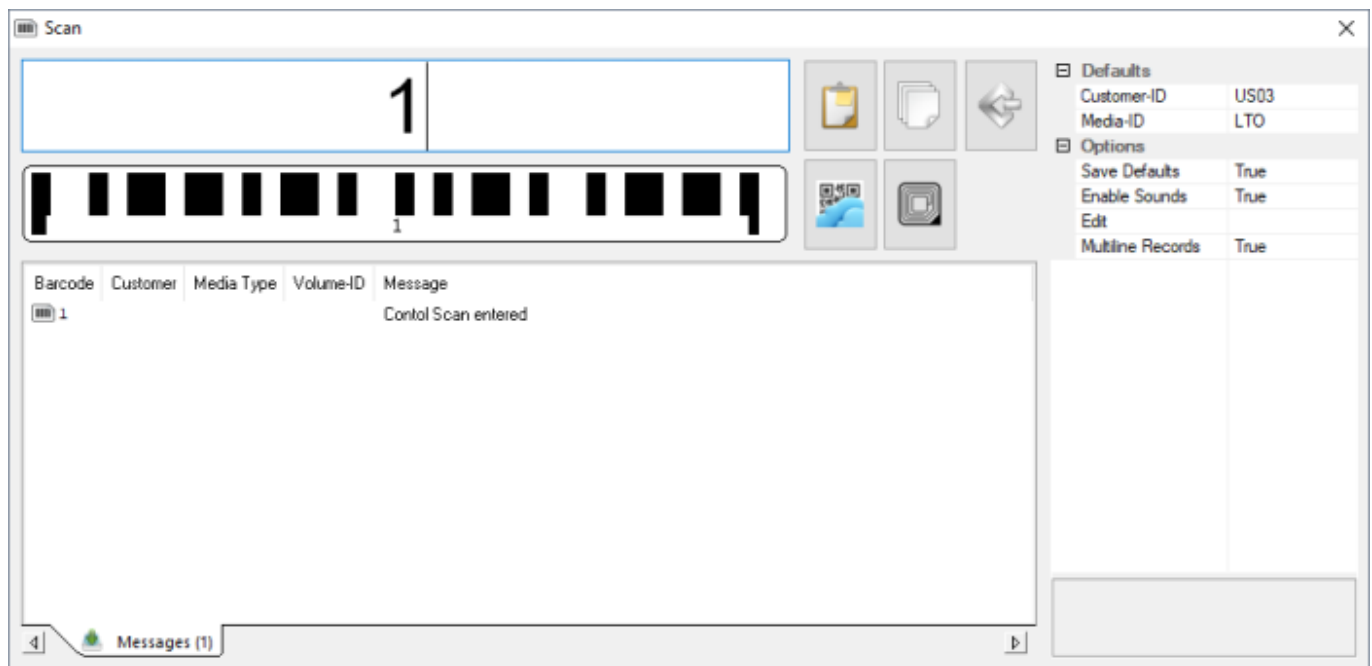 Scan
1
1
Barcode Customer Media Type Volume-ID Message
1 Contol Scan entered
Messages (1)
Defaults
Customer-ID US03
Media-ID LTO
Options
Save Defaults True
Enable Sounds True
Edit
Multiline Records True